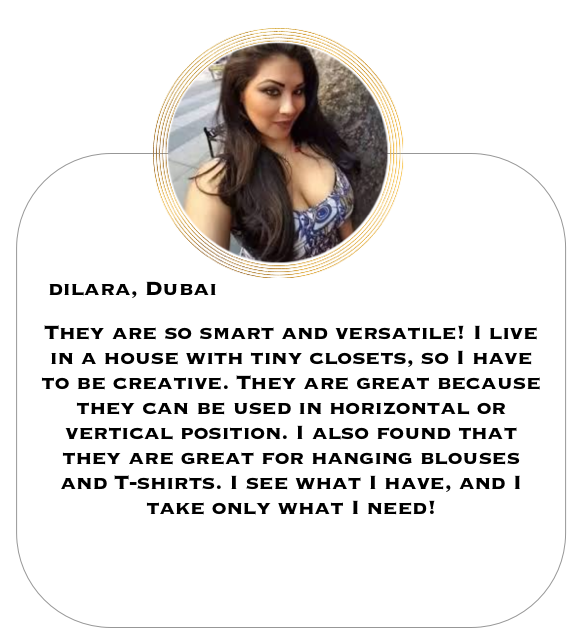 dilara, Dubai
They are so smart and versatile! I live
in a house with tiny closets, so I have
to be creative. They are great because
they can be used in horizontal or
vertical position. I also found that
they are great for hanging blouses
and T-shirts. I see what I have, and I
take only what I need!